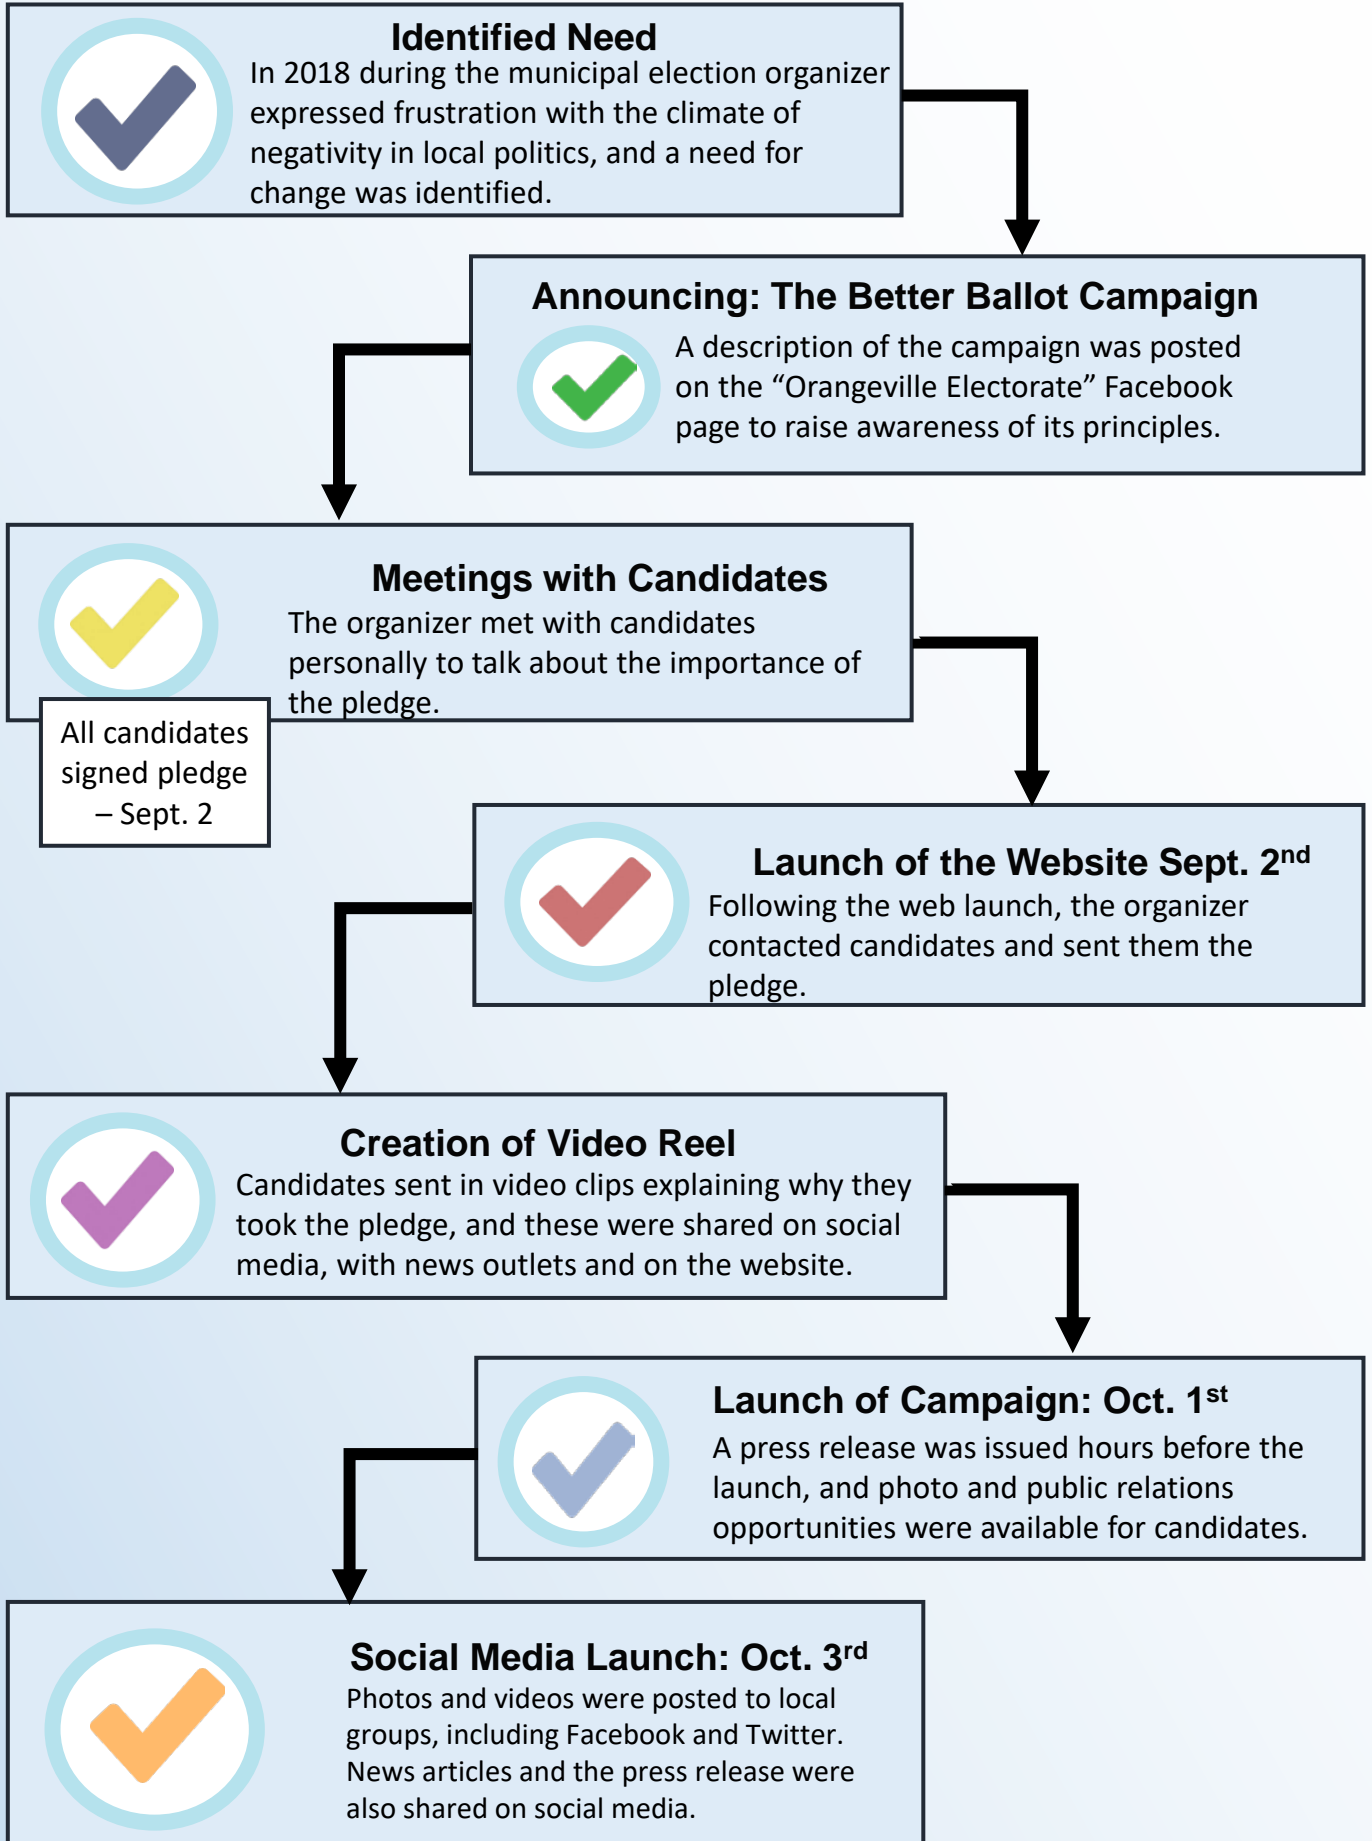 Identified Need
In 2018 during the municipal election organizer
expressed frustration with the climate of
negativity in local politics, and a need for
change was identified.
Announcing: The Better Ballot Campaign
A description of the campaign was posted
on the “Orangeville Electorate” Facebook
page to raise awareness of its principles.
Meetings with Candidates
The organizer met with candidates
personally to talk about the importance of
the pledge.
All candidates
signed pledge
– Sept. 2
Launch of the Website Sept. 2nd
Following the web launch, the organizer
contacted candidates and sent them the
pledge.
Creation of Video Reel
Candidates sent in video clips explaining why they
took the pledge, and these were shared on social
media, with news outlets and on the website.
Launch of Campaign: Oct. 1st
A press release was issued hours before the
launch, and photo and public relations
opportunities were available for candidates.
Social Media Launch: Oct. 3rd
Photos and videos were posted to local
groups, including Facebook and Twitter.
News articles and the press release were
also shared on social media.